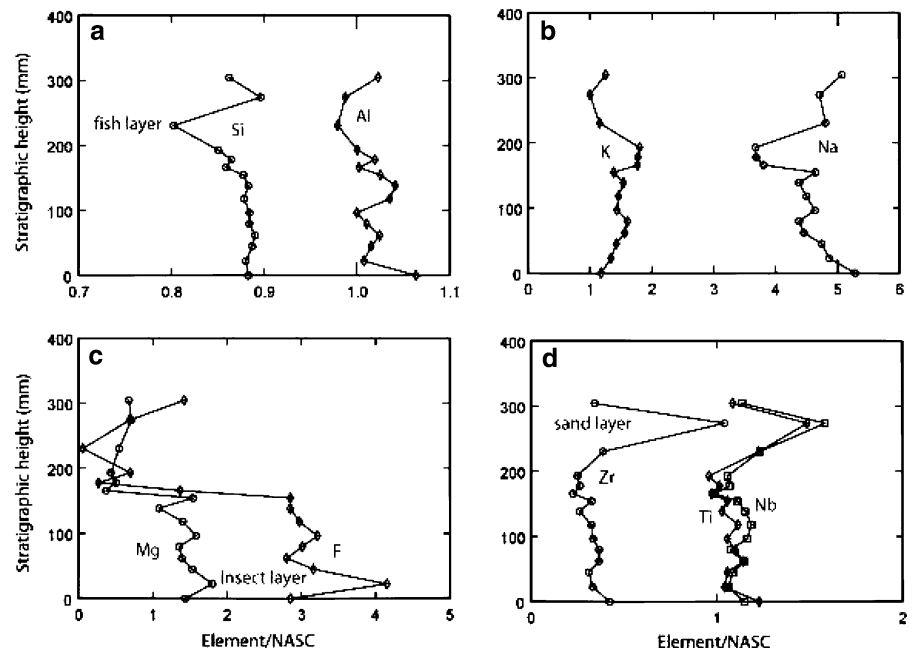 a
b
Stratigraphic height (mm)
400
300
200
100
0
fish layer
Si
Al
0.7 0.8 0.9 1.0 1.1
400
300
200
100
0
K
Na
0 1 2 3 4 5 6
c
d
Stratigraphic height (mm)
400
300
200
100
0
Mg
F
Insect layer
0 1 2 3 4 5
Element/NASC
400
300
200
100
0
sand layer
Zr
Ti
Nb
0 1 2
Element/NASC